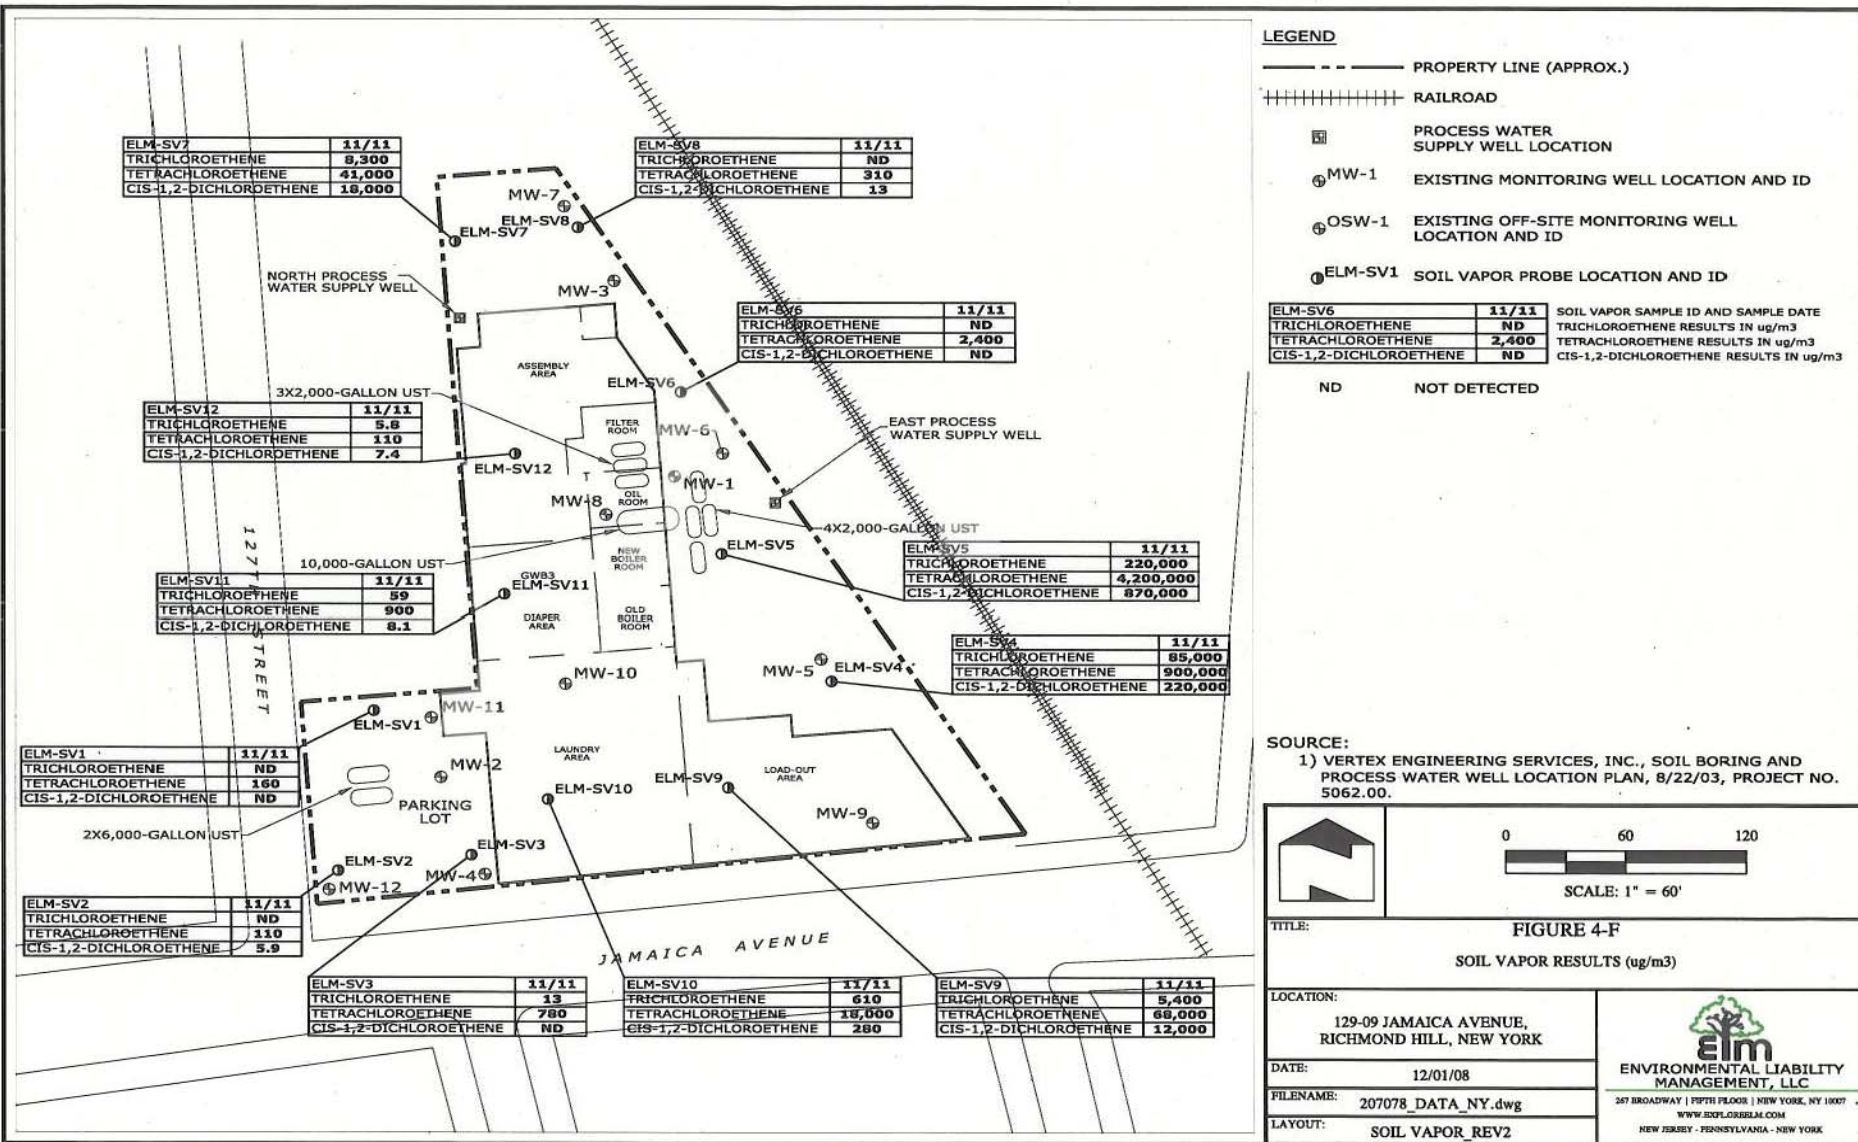 ELM-SV7 11/11
TRICHLOROETHENE 8,300
TETRACHLOROETHENE 41,000
CIS-1,2-DICHLOROETHENE 18,000
ELM-SV8 11/11
TRICHLOROETHENE ND
TETRACHLOROETHENE 310
CIS-1,2-DICHLOROETHENE 13
MW-7
ELM-SV8
ELM-SV7
NORTH PROCESS
WATER SUPPLY WELL
MW-3
ELM-SV6 11/11
TRICHLOROETHENE ND
TETRACHLOROETHENE 2,400
CIS-1,2-DICHLOROETHENE ND
ASSEMBLY
AREA
ELM-SV6
3X2,000-GALLON UST
ELM-SV12 11/11
TRICHLOROETHENE 5.8
TETRACHLOROETHENE 110
CIS-1,2-DICHLOROETHENE 7.4
FILTER
ROOM
MW-6
EAST PROCESS
WATER SUPPLY WELL
ELM-SV12
T
MW-1
OIL
ROOM
MW-8
4X2,000-GALLON UST
127TH STREET
10,000-GALLON UST
NEW
BOILER
ROOM
ELM-SV5
ELM-SV5 11/11
TRICHLOROETHENE 220,000
TETRACHLOROETHENE 4,200,000
CIS-1,2-DICHLOROETHENE 870,000
ELM-SV11 11/11
TRICHLOROETHENE 59
TETRACHLOROETHENE 900
CIS-1,2-DICHLOROETHENE 8.1
GWB3
ELM-SV11
DIAPER
AREA
OLD
BOILER
ROOM
ELM-SV4 11/11
TRICHLOROETHENE 85,000
TETRACHLOROETHENE 900,000
CIS-1,2-DICHLOROETHENE 220,000
MW-5
ELM-SV4
MW-10
MW-11
ELM-SV1
ELM-SV1 11/11
TRICHLOROETHENE ND
TETRACHLOROETHENE 160
CIS-1,2-DICHLOROETHENE ND
MW-2
LAUNDRY
AREA
ELM-SV9
LOAD-OUT
AREA
ELM-SV10
PARKING
LOT
MW-9
2X6,000-GALLON UST
ELM-SV3
ELM-SV2
MW-4
MW-12
ELM-SV2 11/11
TRICHLOROETHENE ND
TETRACHLOROETHENE 110
CIS-1,2-DICHLOROETHENE 5.9
JAMAICA AVENUE
ELM-SV3 11/11
TRICHLOROETHENE 13
TETRACHLOROETHENE 780
CIS-1,2-DICHLOROETHENE ND
ELM-SV10 11/11
TRICHLOROETHENE 610
TETRACHLOROETHENE 18,000
CIS-1,2-DICHLOROETHENE 280
ELM-SV9 11/11
TRICHLOROETHENE 5,400
TETRACHLOROETHENE 68,000
CIS-1,2-DICHLOROETHENE 12,000
LEGEND
PROPERTY LINE (APPROX.)
RAILROAD
PROCESS WATER
SUPPLY WELL LOCATION
MW-1 EXISTING MONITORING WELL LOCATION AND ID
OSW-1 EXISTING OFF-SITE MONITORING WELL
LOCATION AND ID
ELM-SV1 SOIL VAPOR PROBE LOCATION AND ID
ELM-SV6 11/11 SOIL VAPOR SAMPLE ID AND SAMPLE DATE
TRICHLOROETHENE ND TRICHLOROETHENE RESULTS IN ug/m3
TETRACHLOROETHENE 2,400 TETRACHLOROETHENE RESULTS IN ug/m3
CIS-1,2-DICHLOROETHENE ND CIS-1,2-DICHLOROETHENE RESULTS IN ug/m3
ND NOT DETECTED
SOURCE:
1) VERTEX ENGINEERING SERVICES, INC., SOIL BORING AND
PROCESS WATER WELL LOCATION PLAN, 8/22/03, PROJECT NO.
5062.00.
0 60 120
SCALE: 1" = 60'
TITLE:
FIGURE 4-F
SOIL VAPOR RESULTS (ug/m3)
LOCATION:
129-09 JAMAICA AVENUE,
RICHMOND HILL, NEW YORK
DATE: 12/01/08
FILENAME: 207078_DATA_NY.dwg
LAYOUT: SOIL VAPOR_REV2
elm
ENVIRONMENTAL LIABILITY
MANAGEMENT, LLC
267 BROADWAY | FIFTH FLOOR | NEW YORK, NY 10007
WWW.EXPLOREELM.COM
NEW JERSEY - PENNSYLVANIA - NEW YORK